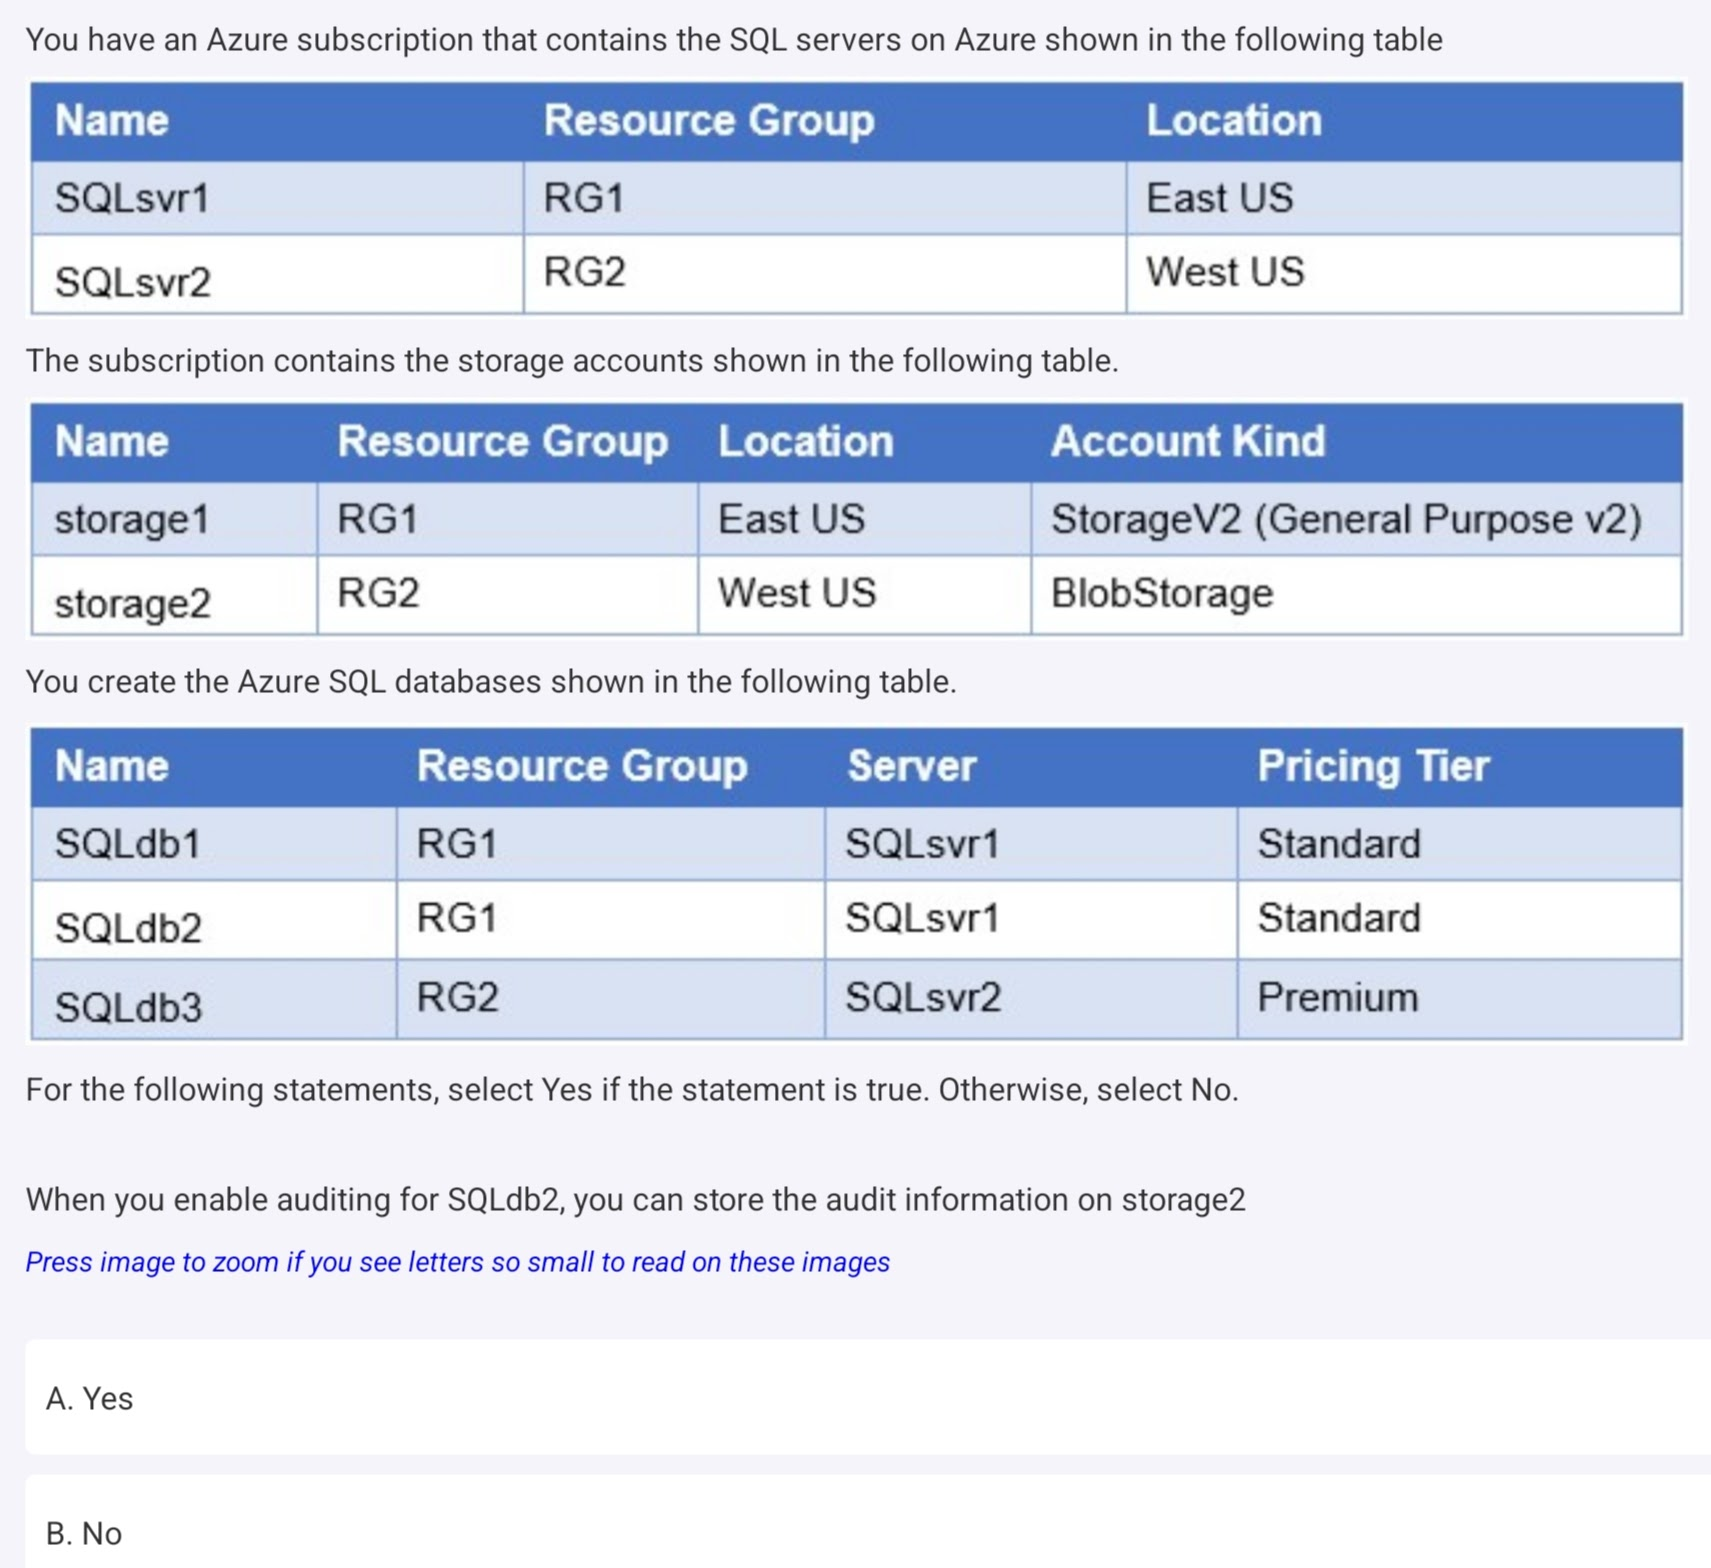 You have an Azure subscription that contains the SQL servers on Azure shown in the following table
Name Resource Group Location
SQLsvr1 RG1 East US
SQLsvr2 RG2 West US
The subscription contains the storage accounts shown in the following table.
Name Resource Group Location Account Kind
storage1 RG1 East US StorageV2 (General Purpose v2)
storage2 RG2 West US BlobStorage
You create the Azure SQL databases shown in the following table.
Name Resource Group Server Pricing Tier
SQLdb1 RG1 SQLsvr1 Standard
SQLdb2 RG1 SQLsvr1 Standard
SQLdb3 RG2 SQLsvr2 Premium
For the following statements, select Yes if the statement is true. Otherwise, select No.
When you enable auditing for SQLdb2, you can store the audit information on storage2
Press image to zoom if you see letters so small to read on these images
A. Yes
B. No